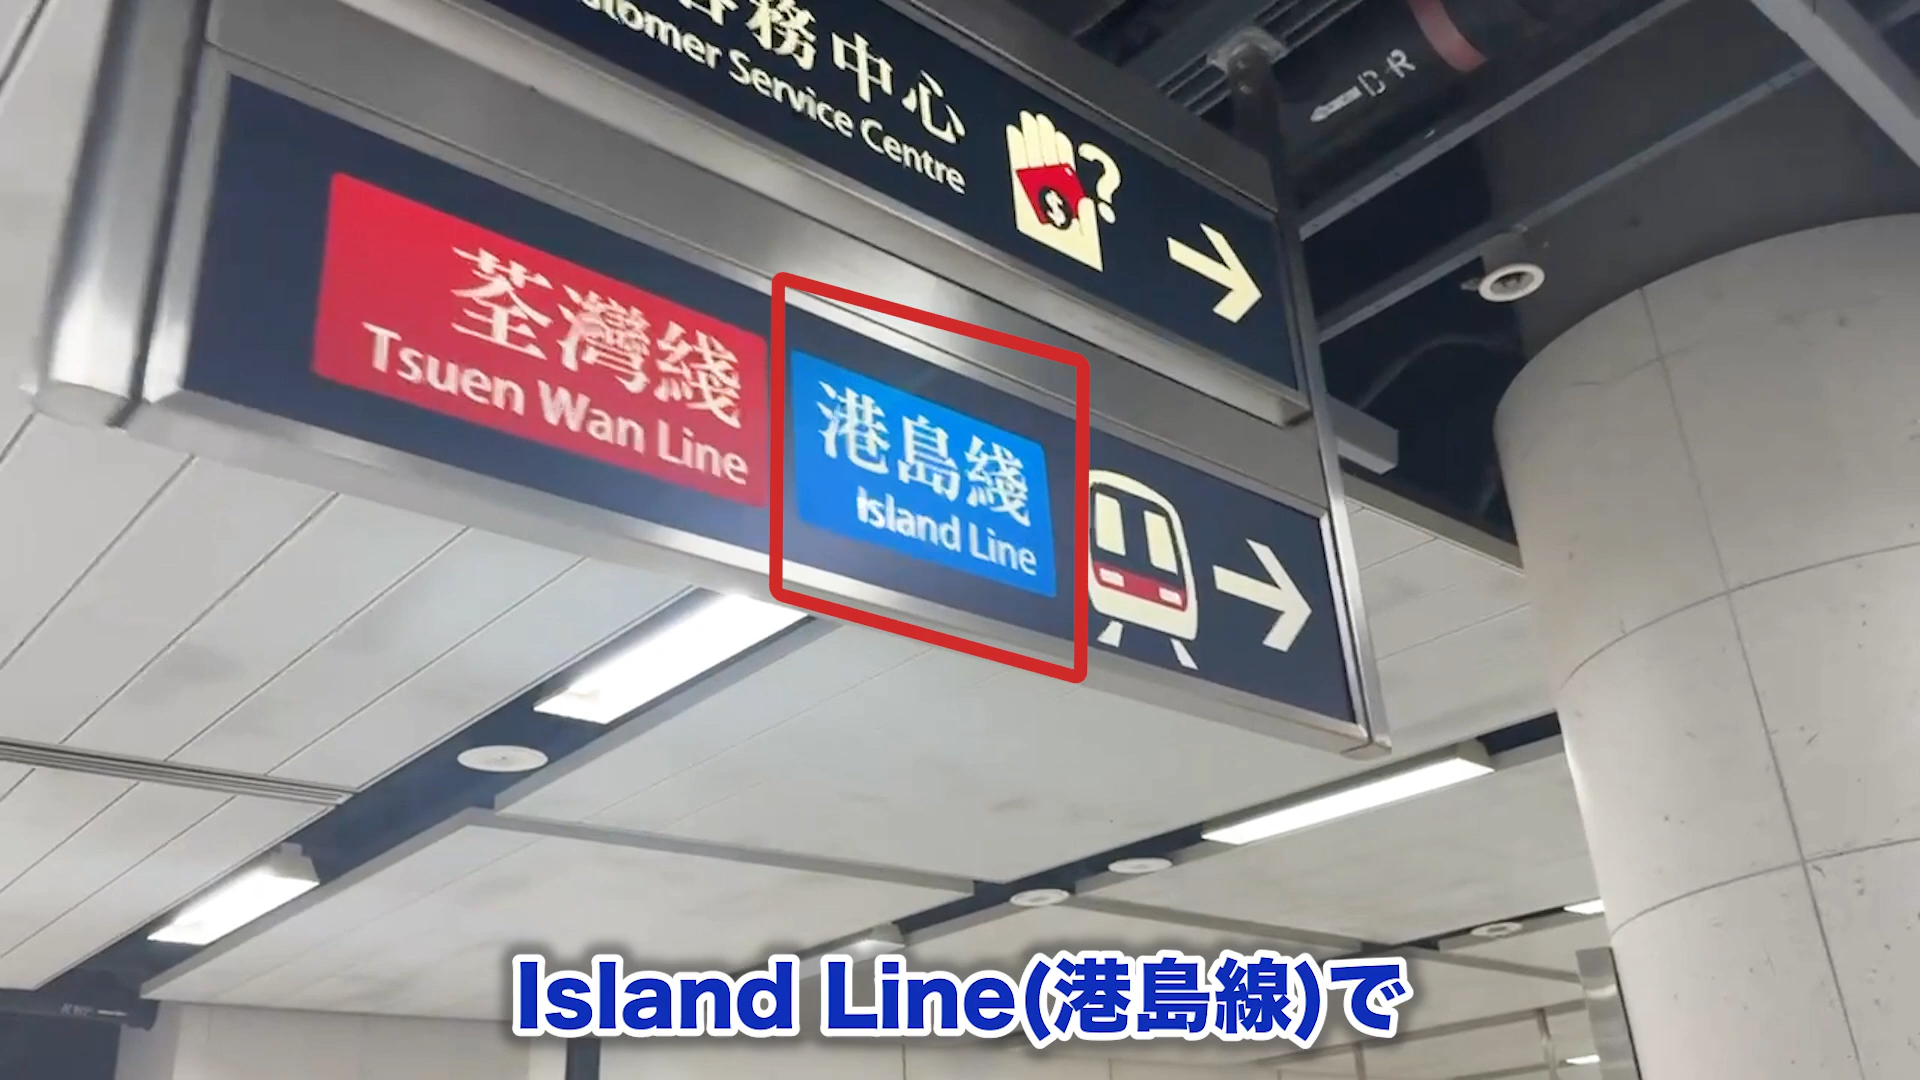 務中心
Customer Service Centre
?
$
D-R
荃灣綫
Tsuen Wan Line
港島綫
Island Line
Island Line(港島線)で